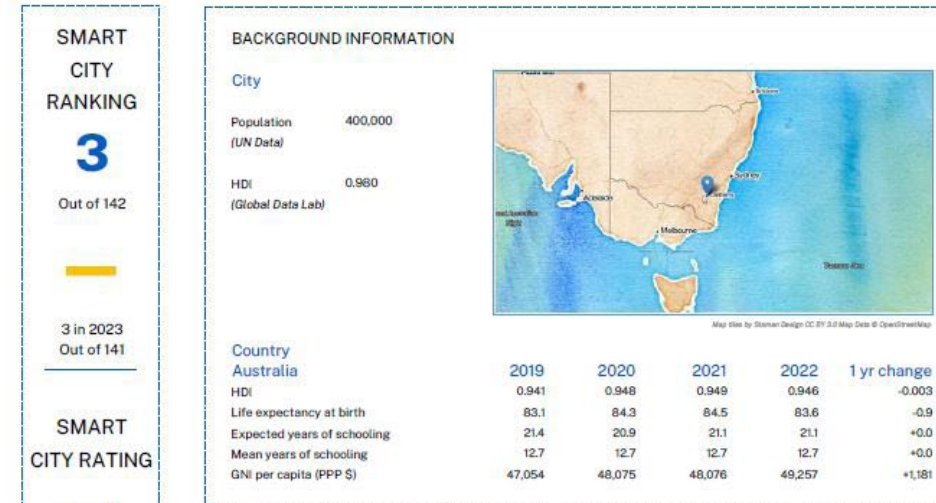 SMART
CITY
RANKING
3
Out of 142
3 in 2023
Out of 141
SMART
CITY RATING
BACKGROUND INFORMATION
City
Population 400,000
(UN Data)
HDI 0.980
(Global Data Lab)
Brisbane
Sydney
Adelaide
Canberra
Melbourne
Tasman Sea
Map tiles by Stamen Design CC BY 3.0 Map Data © OpenStreetMap
Country
Australia 2019 2020 2021 2022 1 yr change
HDI 0.941 0.948 0.949 0.946 -0.003
Life expectancy at birth 83.1 84.3 84.5 83.6 -0.9
Expected years of schooling 21.4 20.9 21.1 21.1 +0.0
Mean years of schooling 12.7 12.7 12.7 12.7 +0.0
GNI per capita (PPP $) 47,054 48,075 48,076 49,257 +1,181